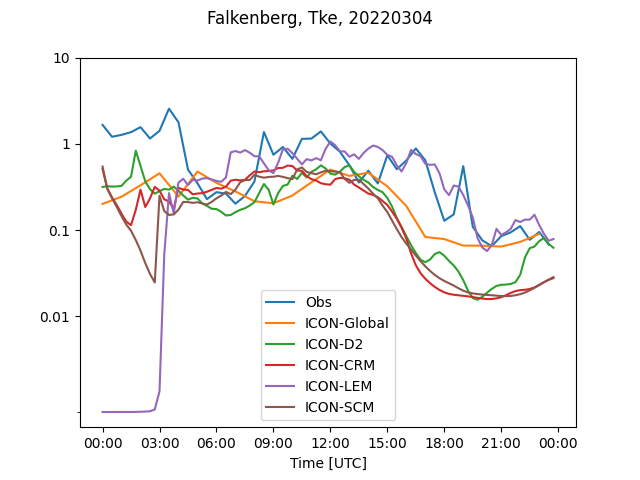 Falkenberg, Tke, 20220304
10
1
0.1
0.01
Obs
ICON-Global
ICON-D2
ICON-CRM
ICON-LEM
ICON-SCM
00:00 03:00 06:00 09:00 12:00 15:00 18:00 21:00 00:00
Time [UTC]